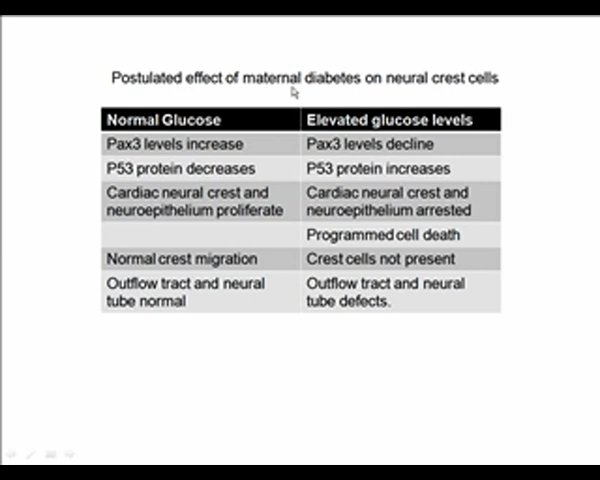 Postulated effect of maternal diabetes on neural crest cells
Normal Glucose Elevated glucose levels
Pax3 levels increase Pax3 levels decline
P53 protein decreases P53 protein increases
Cardiac neural crest and Cardiac neural crest and
neuroepithelium proliferate neuroepithelium arrested
Programmed cell death
Normal crest migration Crest cells not present
Outflow tract and neural Outflow tract and neural
tube normal tube defects.